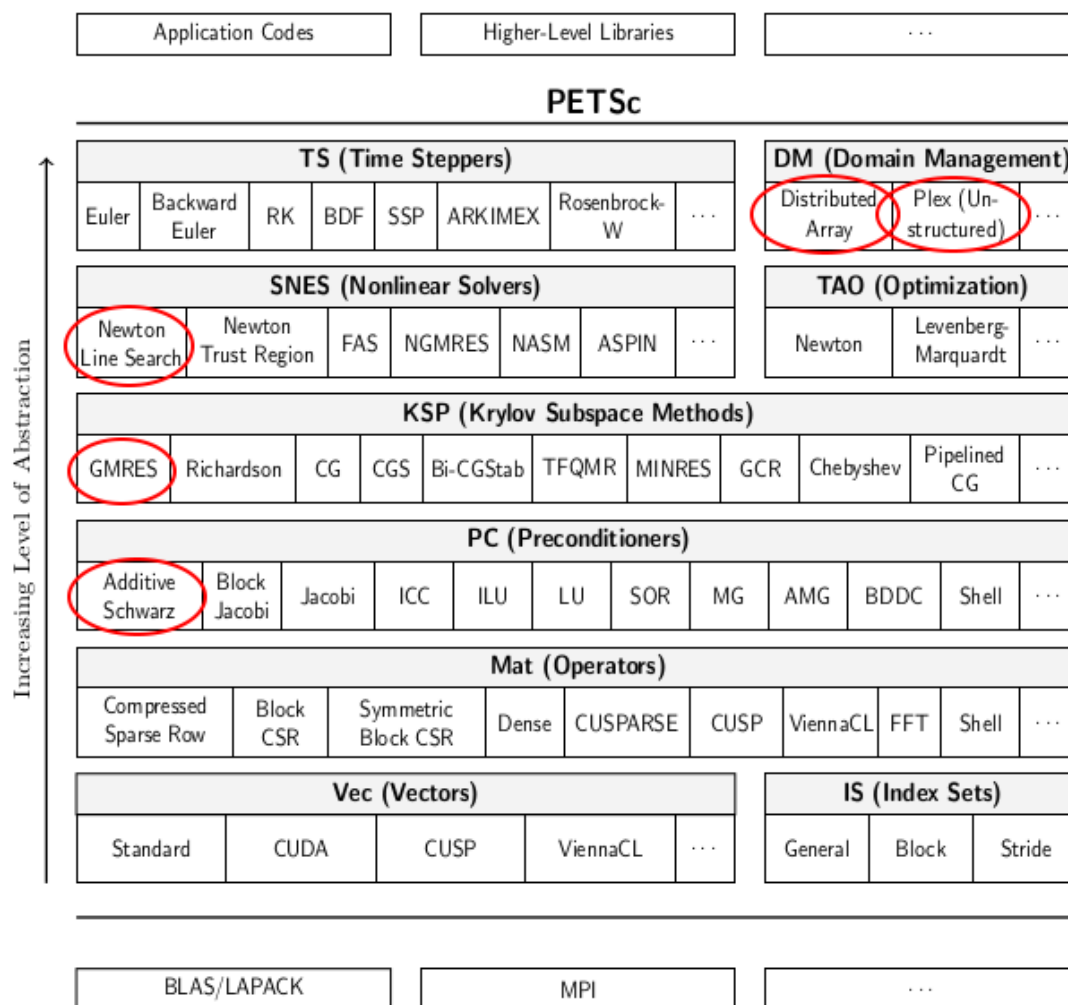 Application Codes
Higher-Level Libraries
...
PETSc
Increasing Level of Abstraction
TS (Time Steppers)
Euler
Backward
Euler
RK
BDF
SSP
ARKIMEX
Rosenbrock-
W
...
DM (Domain Management)
Distributed
Array
Plex (Un-
structured)
...
SNES (Nonlinear Solvers)
Newton
Line Search
Newton
Trust Region
FAS
NGMRES
NASM
ASPIN
...
TAO (Optimization)
Newton
Levenberg-
Marquardt
...
KSP (Krylov Subspace Methods)
GMRES
Richardson
CG
CGS
Bi-CGStab
TFQMR
MINRES
GCR
Chebyshev
Pipelined
CG
...
PC (Preconditioners)
Additive
Schwarz
Block
Jacobi
Jacobi
ICC
ILU
LU
SOR
MG
AMG
BDDC
Shell
...
Mat (Operators)
Compressed
Sparse Row
Block
CSR
Symmetric
Block CSR
Dense
CUSPARSE
CUSP
ViennaCL
FFT
Shell
...
Vec (Vectors)
Standard
CUDA
CUSP
ViennaCL
...
IS (Index Sets)
General
Block
Stride
BLAS/LAPACK
MPI
...